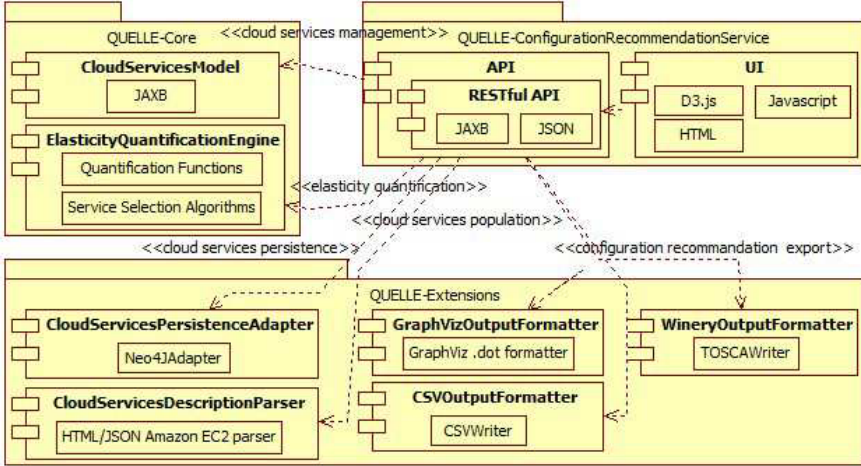 QUELLE-Core
<<cloud services management>>
QUELLE-ConfigurationRecommendationService
CloudServicesModel
JAXB
API
RESTful API
JAXB
JSON
UI
D3.js
Javascript
HTML
ElasticityQuantificationEngine
Quantification Functions
Service Selection Algorithms
<<elasticity quantification>>
<<cloud services population>>
<<cloud services persistence>>
<<configuration recommandation export>>
QUELLE-Extensions
CloudServicesPersistenceAdapter
Neo4JAdapter
GraphVizOutputFormatter
GraphViz .dot formatter
WineryOutputFormatter
TOSCAWriter
CloudServicesDescriptionParser
HTML/JSON Amazon EC2 parser
CSVOutputFormatter
CSVWriter